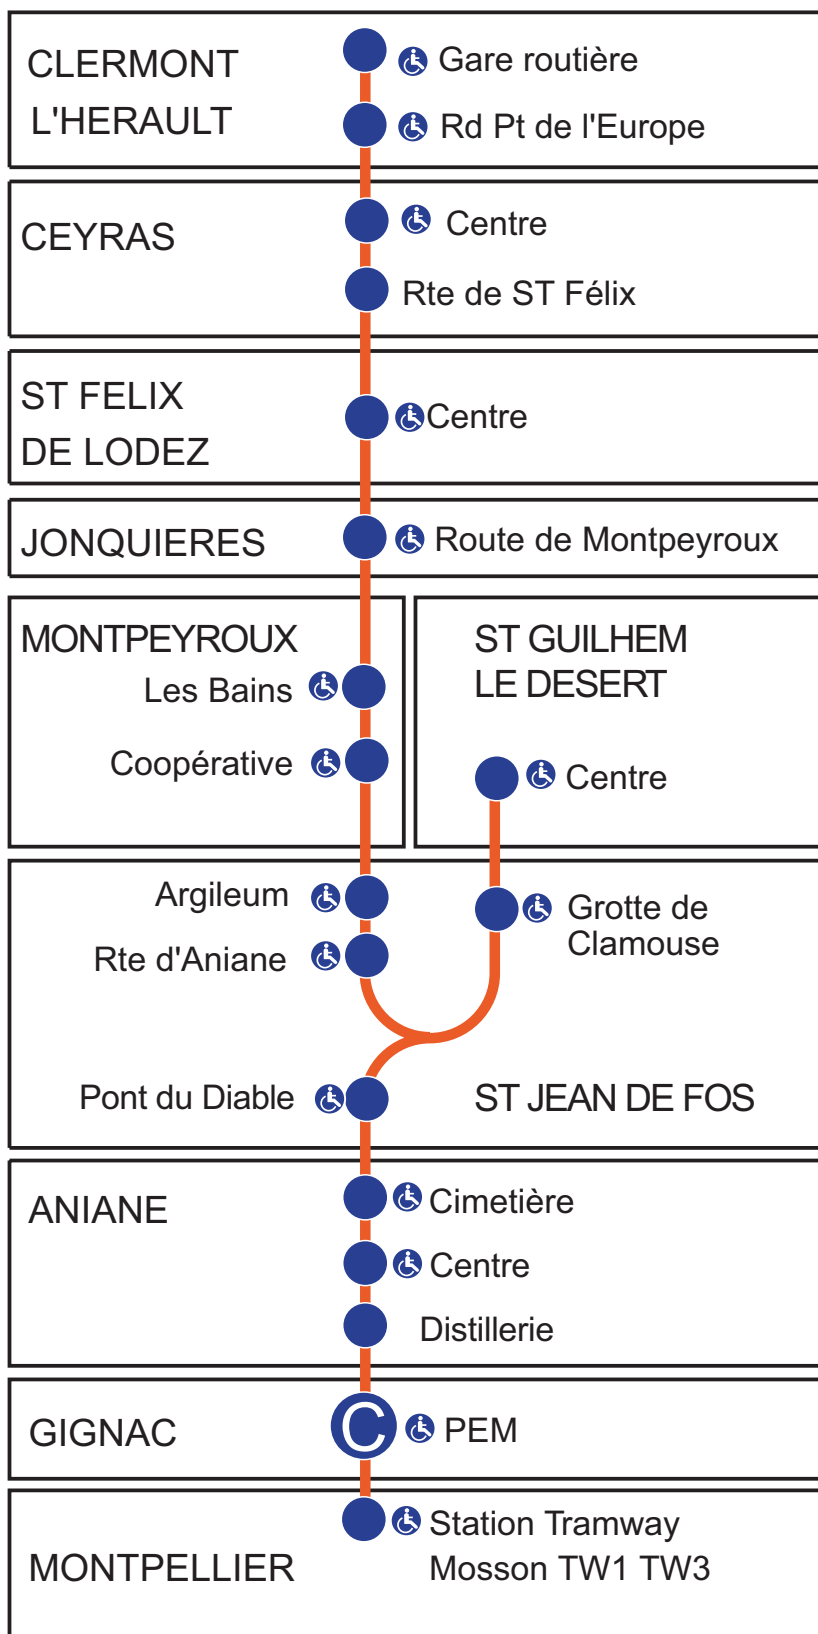 CLERMONT
L'HERAULT
Gare routière
Rd Pt de l'Europe
CEYRAS
Centre
Rte de ST Félix
ST FELIX
DE LODEZ
Centre
JONQUIERES
Route de Montpeyroux
MONTPEYROUX
Les Bains
Coopérative
ST GUILHEM
LE DESERT
Centre
Argileum
Rte d'Aniane
Grotte de
Clamouse
Pont du Diable
ST JEAN DE FOS
ANIANE
Cimetière
Centre
Distillerie
GIGNAC
C
PEM
MONTPELLIER
Station Tramway
Mosson TW1 TW3